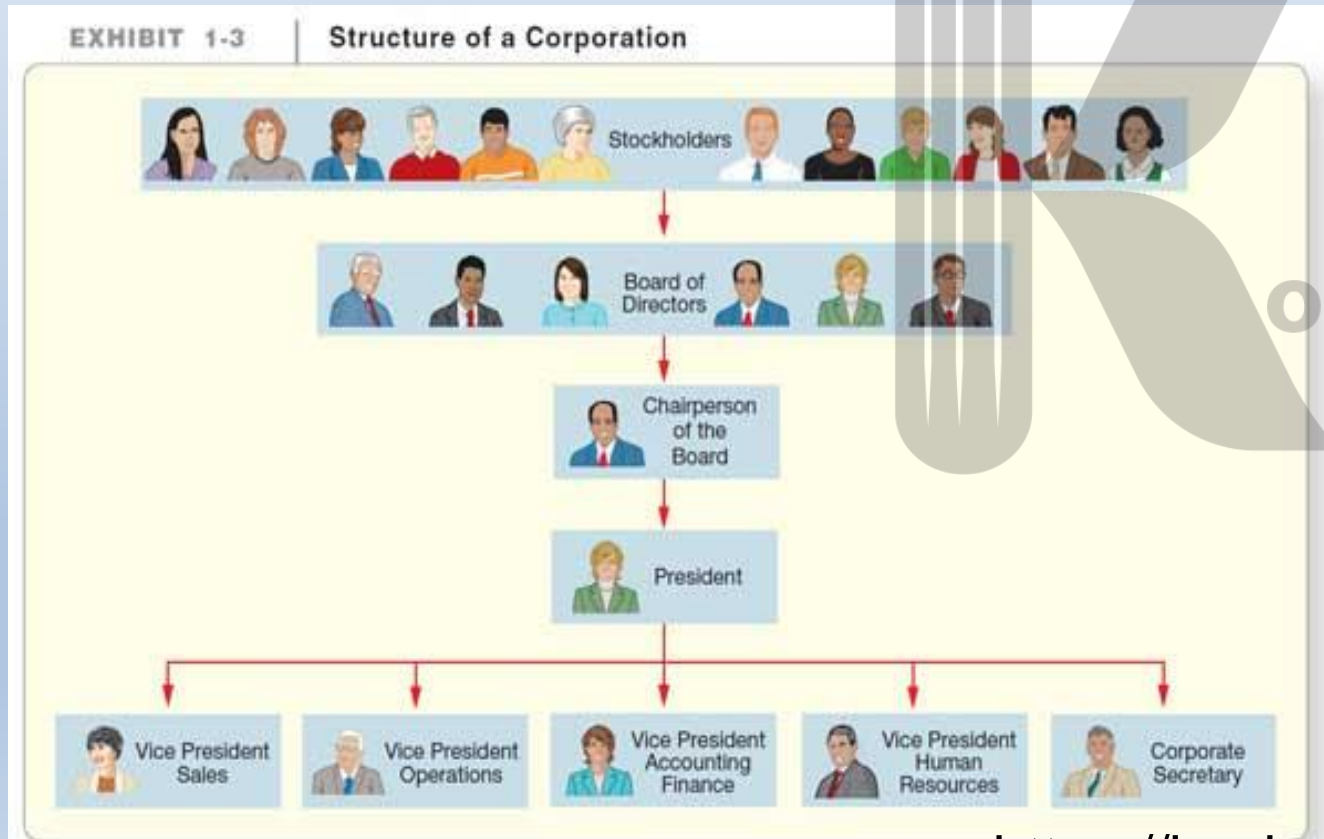 EXHIBIT 1-3
Structure of a Corporation
Stockholders
Board of
Directors
Chairperson
of the
Board
President
Vice President
Sales
Vice President
Operations
Vice President
Accounting
Finance
Vice President
Human
Resources
Corporate
Secretary